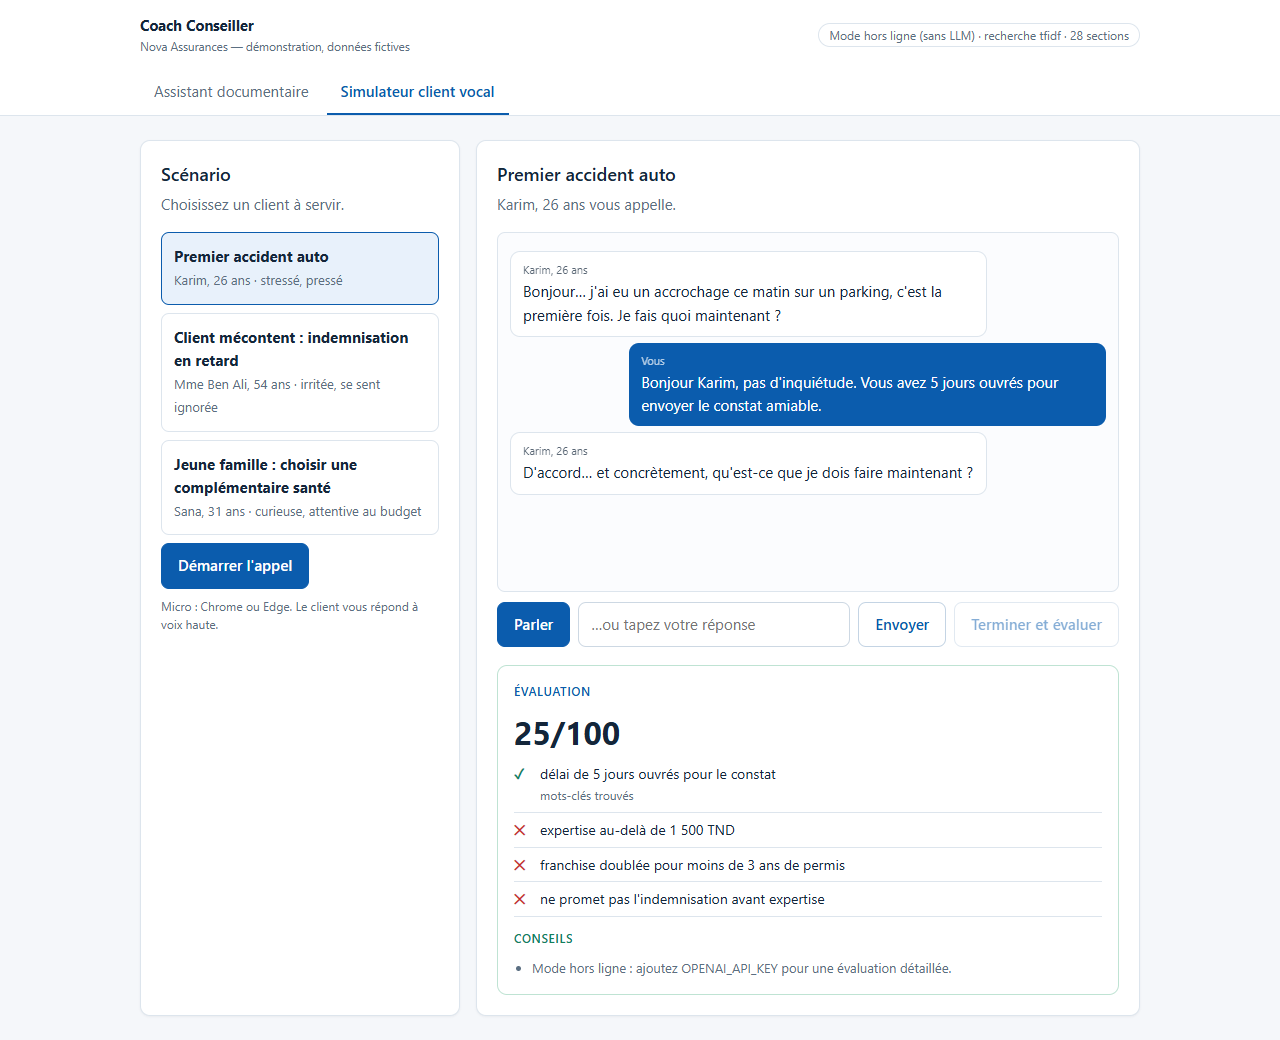 Coach Conseiller
Nova Assurances — démonstration, données fictives
Mode hors ligne (sans LLM) · recherche tfidf · 28 sections
Assistant documentaire
Simulateur client vocal
Scénario
Choisissez un client à servir.
Premier accident auto
Karim, 26 ans · stressé, pressé
Client mécontent : indemnisation
en retard
Mme Ben Ali, 54 ans · irritée, se sent
ignorée
Jeune famille : choisir une
complémentaire santé
Sana, 31 ans · curieuse, attentive au budget
Démarrer l'appel
Micro : Chrome ou Edge. Le client vous répond à
voix haute.
Premier accident auto
Karim, 26 ans vous appelle.
Karim, 26 ans
Bonjour… j'ai eu un accrochage ce matin sur un parking, c'est la
première fois. Je fais quoi maintenant ?
Vous
Bonjour Karim, pas d'inquiétude. Vous avez 5 jours ouvrés pour
envoyer le constat amiable.
Karim, 26 ans
D'accord… et concrètement, qu'est-ce que je dois faire maintenant ?
Parler
…ou tapez votre réponse
Envoyer
Terminer et évaluer
ÉVALUATION
25/100
✓ délai de 5 jours ouvrés pour le constat
mots-clés trouvés
✕ expertise au-delà de 1 500 TND
✕ franchise doublée pour moins de 3 ans de permis
✕ ne promet pas l'indemnisation avant expertise
CONSEILS
• Mode hors ligne : ajoutez OPENAI_API_KEY pour une évaluation détaillée.